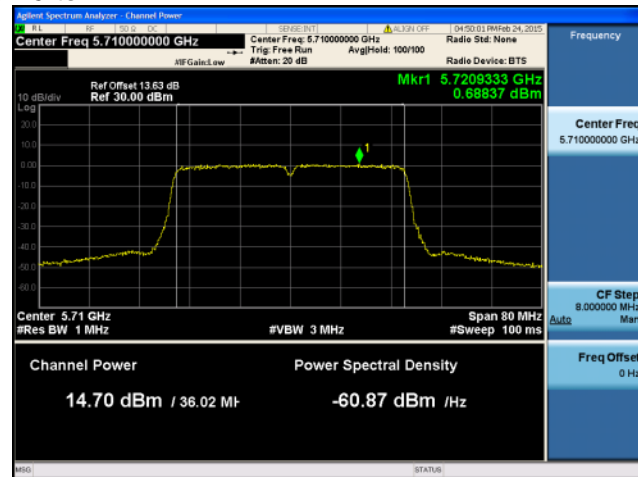 Agilent Spectrum Analyzer - Channel Power
RL RF 50 Ω DC SENSE:INT ALIGN OFF 04:50:01 PM Feb 24, 2015
Center Freq 5.710000000 GHz
Center Freq: 5.710000000 GHz
Radio Std: None
Trig: Free Run Avg|Hold: 100/100
#IFGain:Low #Atten: 20 dB Radio Device: BTS
Frequency
Ref Offset 13.63 dB
10 dB/div Ref 30.00 dBm
Mkr1 5.7209333 GHz
0.68837 dBm
Log
20.0
10.0
0.00
-10.0
-20.0
-30.0
-40.0
-50.0
-60.0
1
Center 5.71 GHz Span 80 MHz
#Res BW 1 MHz #VBW 3 MHz #Sweep 100 ms
Channel Power Power Spectral Density
14.70 dBm / 36.02 MH -60.87 dBm /Hz
Center Freq
5.710000000 GHz
CF Step
8.000000 MHz
Auto Man
Freq Offset
0 Hz
MSG STATUS